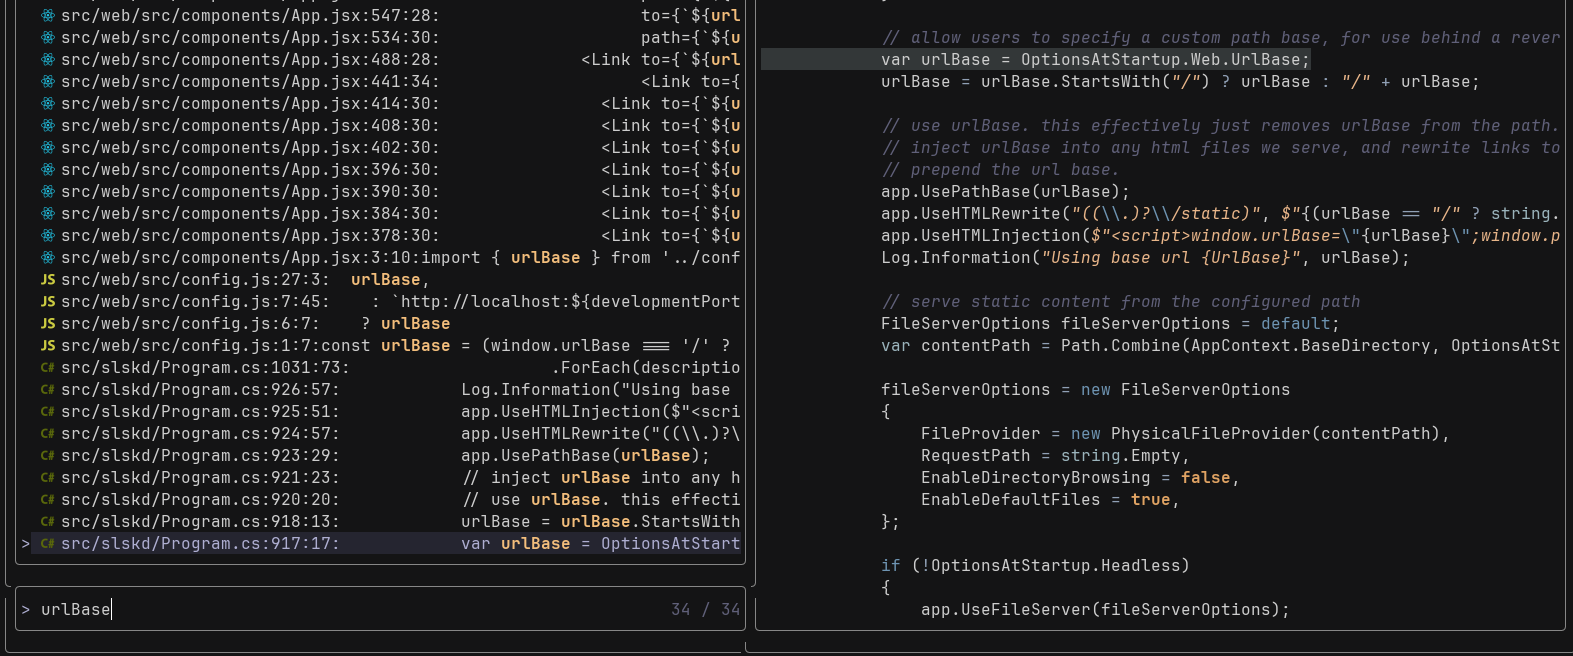 src/web/src/components/App.jsx:547:28: to={`${url
src/web/src/components/App.jsx:534:30: path={`${u
src/web/src/components/App.jsx:488:28: <Link to={`${url
src/web/src/components/App.jsx:441:34: <Link to={
src/web/src/components/App.jsx:414:30: <Link to={`${u
src/web/src/components/App.jsx:408:30: <Link to={`${u
src/web/src/components/App.jsx:402:30: <Link to={`${u
src/web/src/components/App.jsx:396:30: <Link to={`${u
src/web/src/components/App.jsx:390:30: <Link to={`${u
src/web/src/components/App.jsx:384:30: <Link to={`${u
src/web/src/components/App.jsx:378:30: <Link to={`${u
src/web/src/components/App.jsx:3:10:import { urlBase } from '../conf
JS src/web/src/config.js:27:3: urlBase,
JS src/web/src/config.js:7:45: : `http://localhost:${developmentPort
JS src/web/src/config.js:6:7: ? urlBase
JS src/web/src/config.js:1:7:const urlBase = (window.urlBase === '/' ?
C# src/slskd/Program.cs:1031:73: .ForEach(descriptio
C# src/slskd/Program.cs:926:57: Log.Information("Using base
C# src/slskd/Program.cs:925:51: app.UseHTMLInjection($"<scri
C# src/slskd/Program.cs:924:57: app.UseHTMLRewrite("((\\.)?\
C# src/slskd/Program.cs:923:29: app.UsePathBase(urlBase);
C# src/slskd/Program.cs:921:23: // inject urlBase into any h
C# src/slskd/Program.cs:920:20: // use urlBase. this effecti
C# src/slskd/Program.cs:918:13: urlBase = urlBase.StartsWith
> C# src/slskd/Program.cs:917:17: var urlBase = OptionsAtStart
> urlBase 34 / 34
// allow users to specify a custom path base, for use behind a rever
var urlBase = OptionsAtStartup.Web.UrlBase;
urlBase = urlBase.StartsWith("/") ? urlBase : "/" + urlBase;
// use urlBase. this effectively just removes urlBase from the path.
// inject urlBase into any html files we serve, and rewrite links to
// prepend the url base.
app.UsePathBase(urlBase);
app.UseHTMLRewrite("((\\.)?\\/static)", $"{(urlBase == "/" ? string.
app.UseHTMLInjection($"<script>window.urlBase=\"{urlBase}\";window.p
Log.Information("Using base url {UrlBase}", urlBase);
// serve static content from the configured path
FileServerOptions fileServerOptions = default;
var contentPath = Path.Combine(AppContext.BaseDirectory, OptionsAtSt
fileServerOptions = new FileServerOptions
{
FileProvider = new PhysicalFileProvider(contentPath),
RequestPath = string.Empty,
EnableDirectoryBrowsing = false,
EnableDefaultFiles = true,
};
if (!OptionsAtStartup.Headless)
{
app.UseFileServer(fileServerOptions);